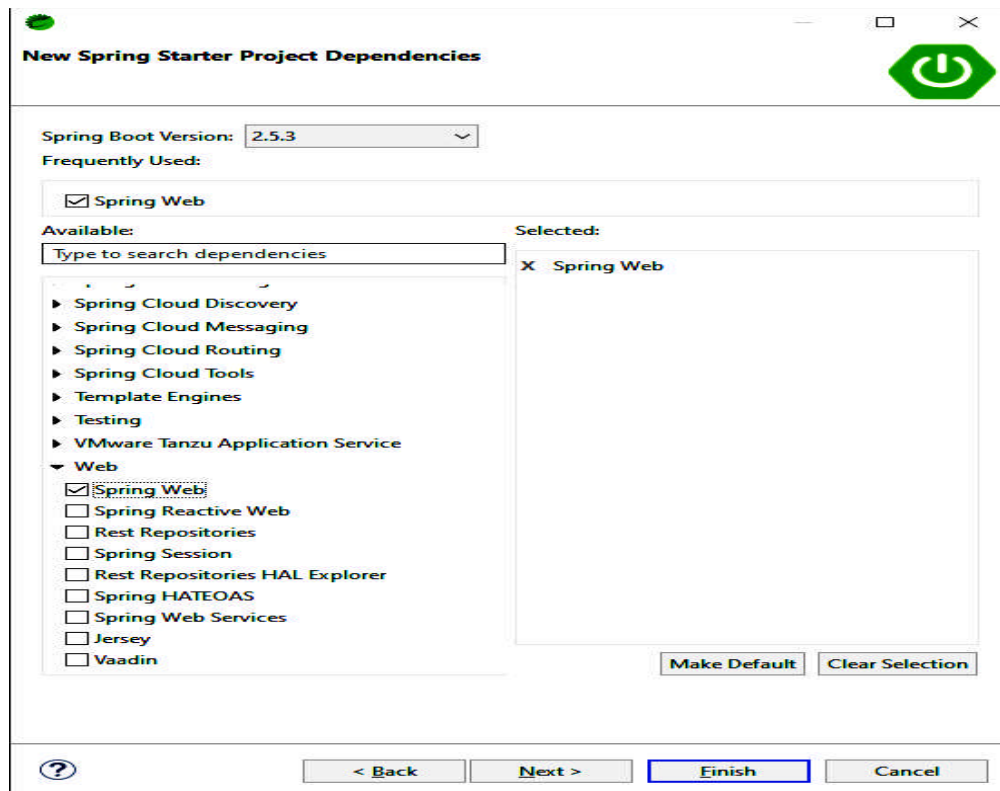 New Spring Starter Project Dependencies
Spring Boot Version: 2.5.3
Frequently Used:
Spring Web
Available:
Selected:
Type to search dependencies
X Spring Web
Spring Cloud Discovery
Spring Cloud Messaging
Spring Cloud Routing
Spring Cloud Tools
Template Engines
Testing
VMware Tanzu Application Service
Web
Spring Web
Spring Reactive Web
Rest Repositories
Spring Session
Rest Repositories HAL Explorer
Spring HATEOAS
Spring Web Services
Jersey
Vaadin
Make Default
Clear Selection
?
< Back
Next >
Finish
Cancel